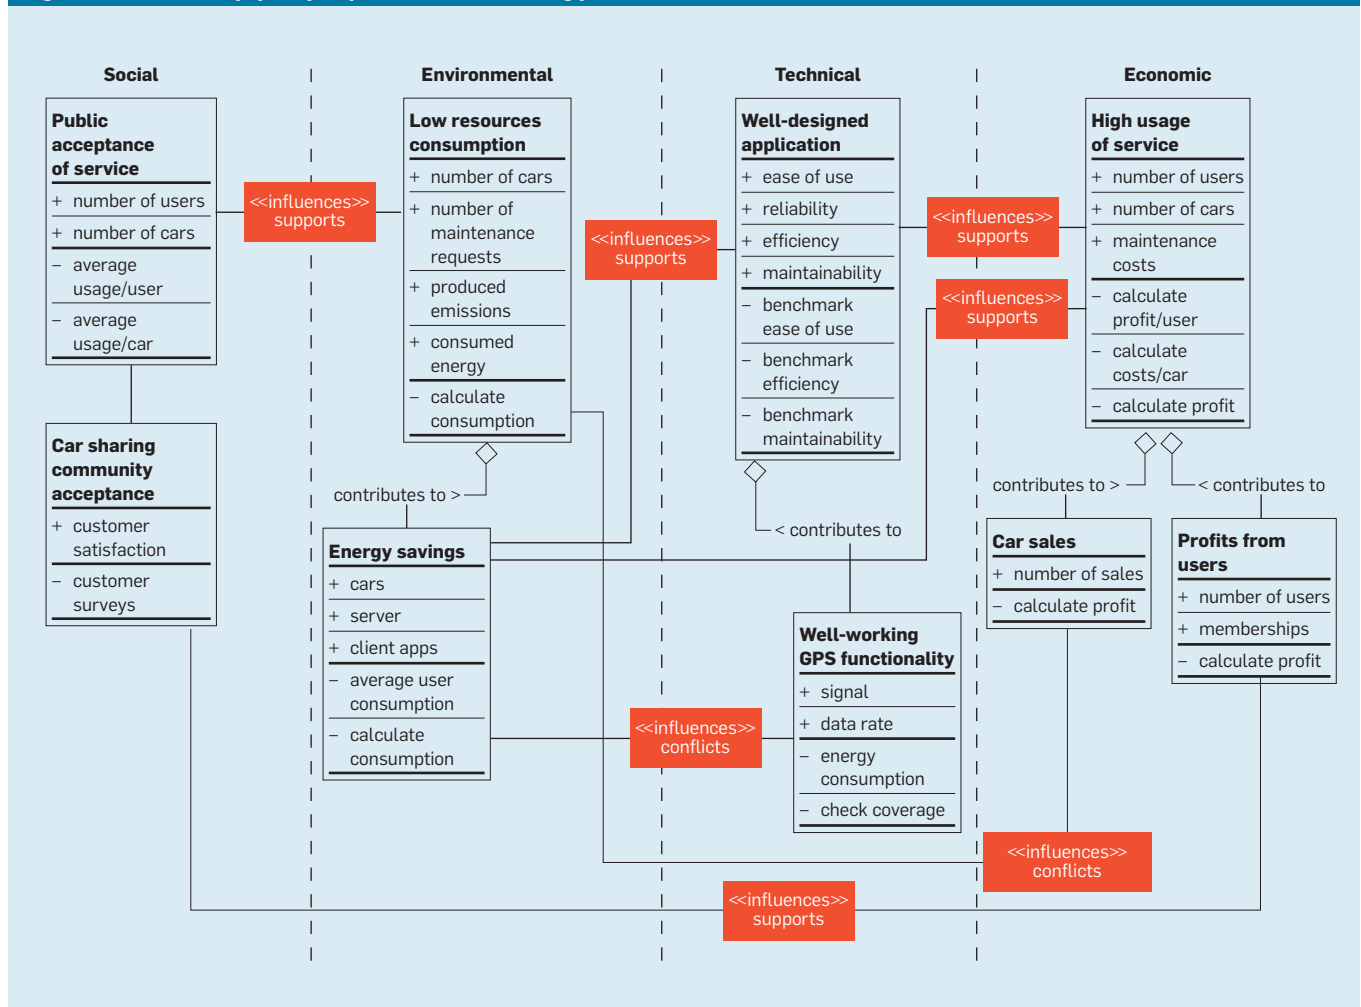 Social
Environmental
Technical
Economic
Public
acceptance
of service
+ number of users
+ number of cars
– average
usage/user
– average
usage/car
<<influences>>
supports
Low resources
consumption
+ number of cars
+ number of
maintenance
requests
+ produced
emissions
+ consumed
energy
– calculate
consumption
<<influences>>
supports
Well-designed
application
+ ease of use
+ reliability
+ efficiency
+ maintainability
– benchmark
ease of use
– benchmark
efficiency
– benchmark
maintainability
<<influences>>
supports
<<influences>>
supports
High usage
of service
+ number of users
+ number of cars
+ maintenance
costs
– calculate
profit/user
– calculate
costs/car
– calculate profit
Car sharing
community
acceptance
+ customer
satisfaction
– customer
surveys
contributes to >
Energy savings
+ cars
+ server
+ client apps
– average user
consumption
– calculate
consumption
< contributes to
Well-working
GPS functionality
+ signal
+ data rate
– energy
consumption
– check coverage
<<influences>>
conflicts
contributes to >
< contributes to
Car sales
+ number of sales
– calculate profit
Profits from
users
+ number of users
+ memberships
– calculate profit
<<influences>>
conflicts
<<influences>>
supports